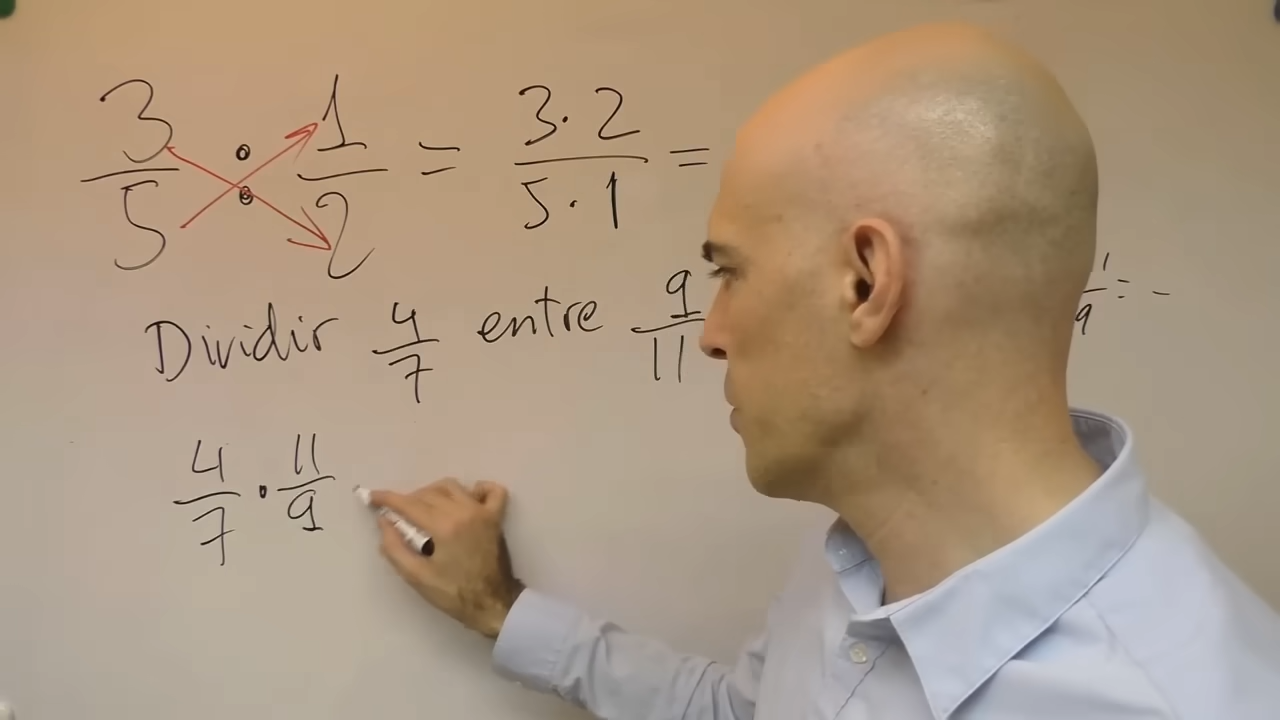 3/5 : 1/2 = 3·2/5·1 =
Dividir 4/7 entre 9/11
4/7 · 11/9